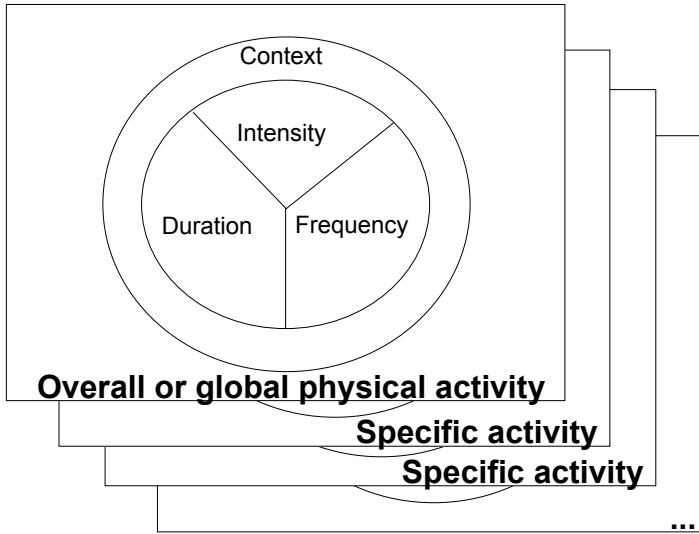 Context
Intensity
Duration
Frequency
Overall or global physical activity
Specific activity
Specific activity
...